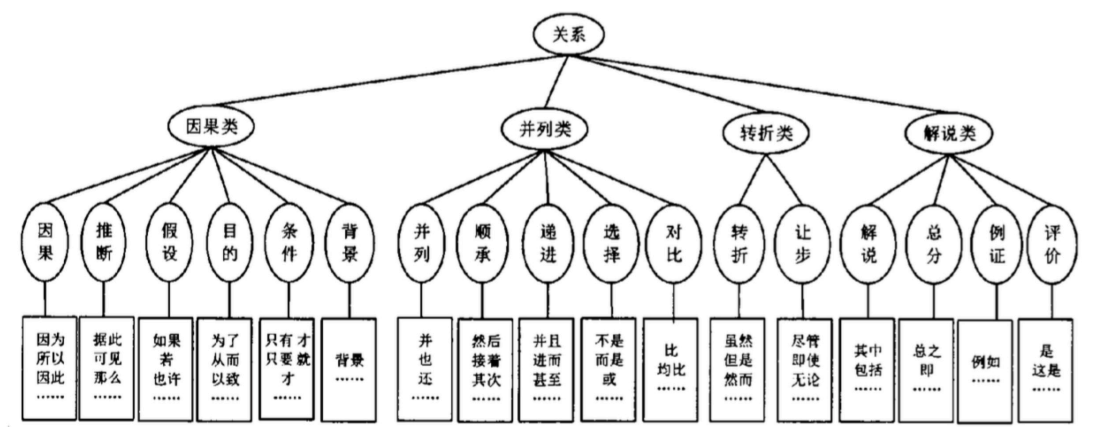 关系
因果类
并列类
转折类
解说类
因果
推断
假设
目的
条件
背景
并列
顺承
递进
选择
对比
转折
让步
解说
总分
例证
评价
因为
所以
因此
……
据此
可见
那么
……
如果
若
也许
……
为了
从而
以致
……
只有 才
只要 就
才
……
背景
……
并
也
还
……
然后
接着
其次
……
并且
进而
甚至
……
不是
而是
或
……
比
均比
……
虽然
但是
然而
……
尽管
即使
无论
……
其中
包括
……
总之
即
……
例如
……
是
这是
……